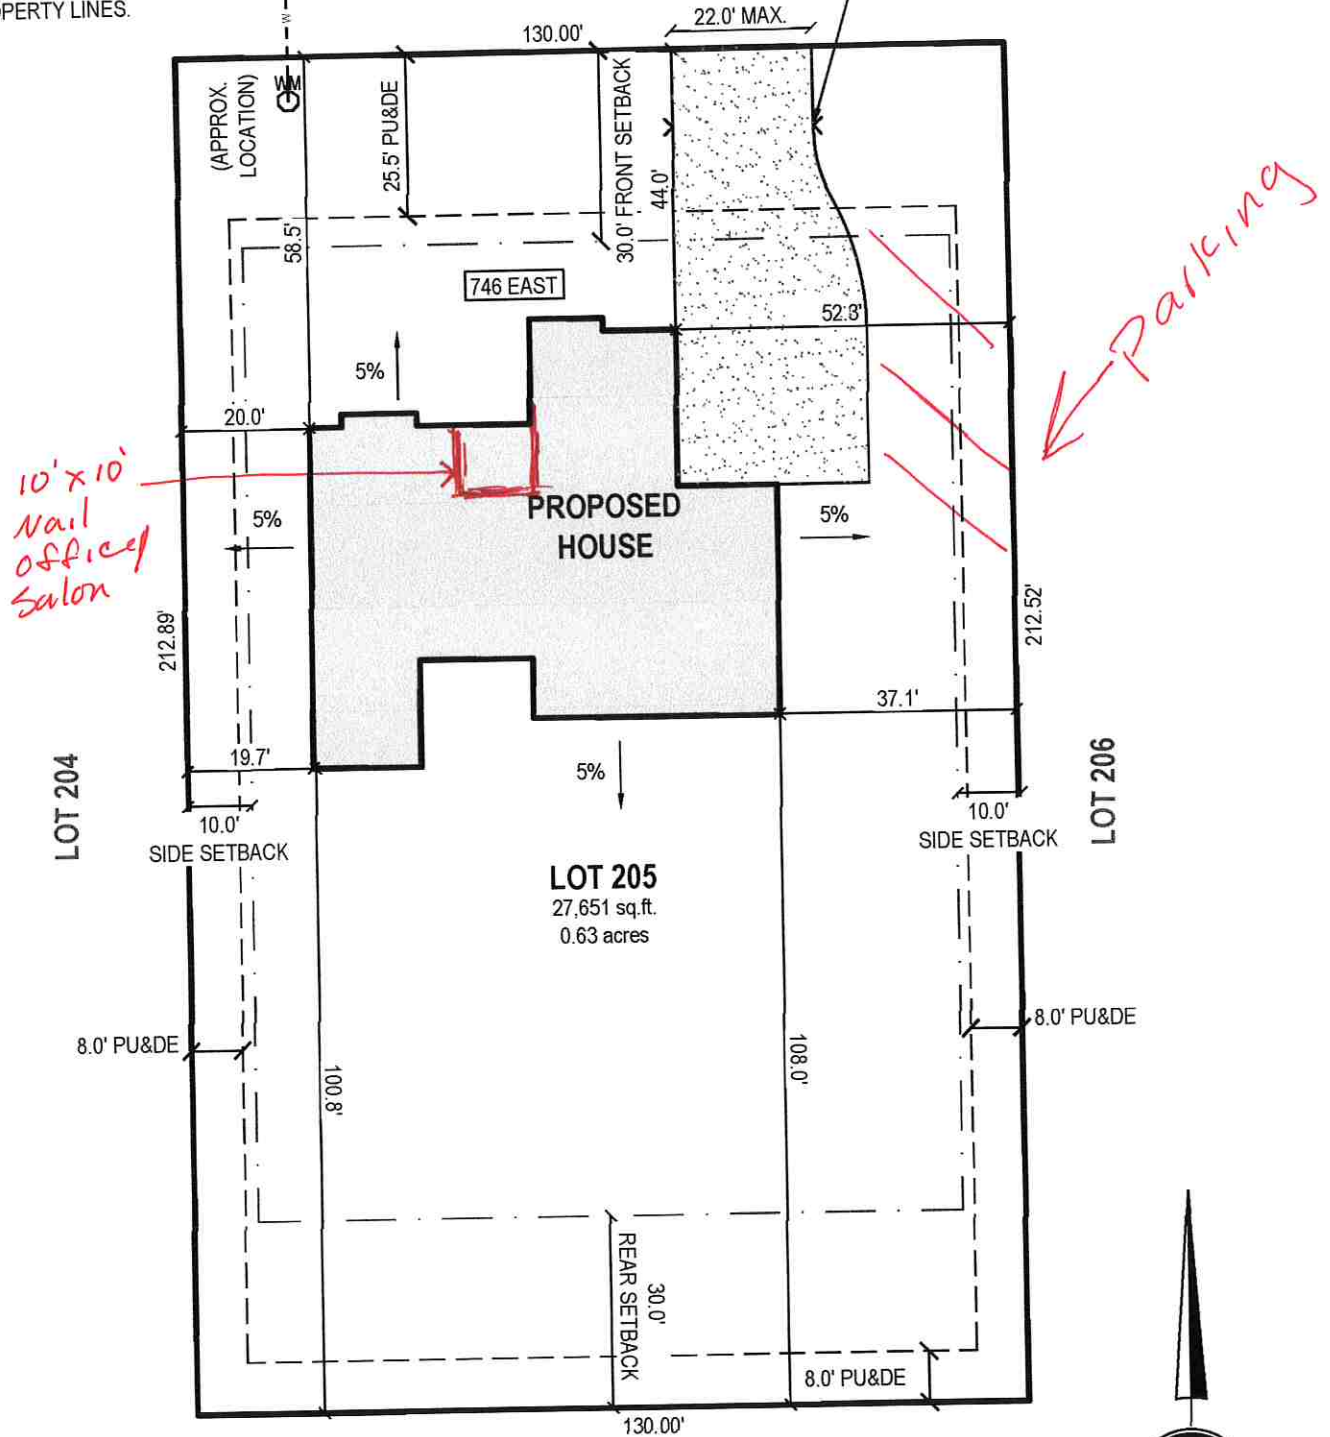 OPERTY LINES.
W
22.0' MAX.
130.00'
WM
(APPROX.
LOCATION)
25.5' PU&DE
30.0' FRONT SETBACK
44.0'
58.5'
746 EAST
52.3'
parking
5%
20.0'
10'x10'
Nail
office/
Salon
5%
PROPOSED
HOUSE
5%
212.89'
212.52'
37.1'
19.7'
5%
LOT 204
LOT 206
10.0'
SIDE SETBACK
10.0'
SIDE SETBACK
LOT 205
27,651 sq.ft.
0.63 acres
8.0' PU&DE
8.0' PU&DE
100.8'
108.0'
30.0'
REAR SETBACK
8.0' PU&DE
130.00'